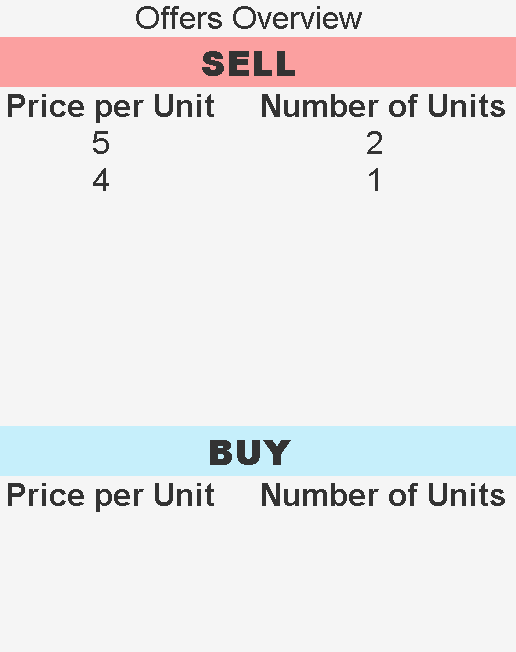 Offers Overview
SELL
Price per Unit Number of Units
5 2
4 1
BUY
Price per Unit Number of Units